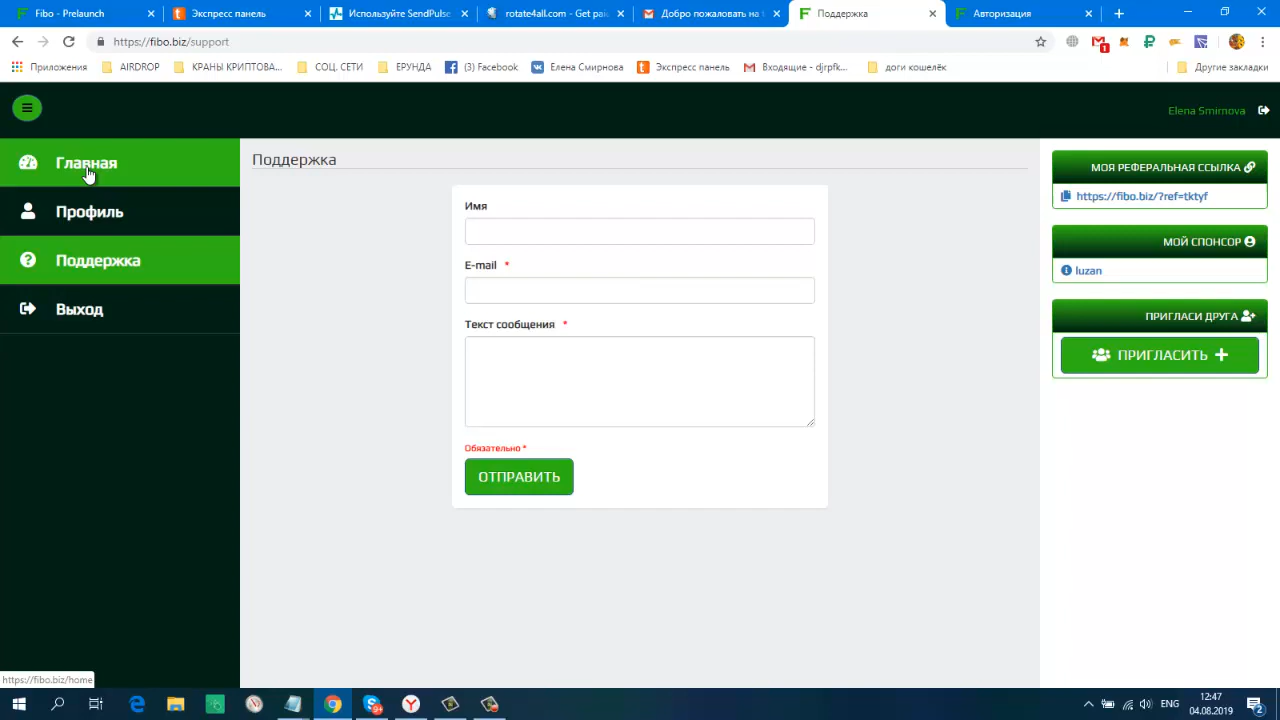 Fibo - Prelaunch
Экспресс панель
Используйте SendPulse
rotate4all.com - Get paid
Добро пожаловать на
Поддержка
Авторизация
https://fibo.biz/support
1
Приложения
AIRDROP
КРАНЫ КРИПТОВА...
СОЦ. СЕТИ
ЕРУНДА
(3) Facebook
Елена Смирнова
Экспресс панель
Входящие - djrpfk...
доги кошелёк
Другие закладки
Elena Smirnova
Главная
Профиль
Поддержка
Выход
Поддержка
Имя
E-mail *
Текст сообщения *
Обязательно *
ОТПРАВИТЬ
МОЯ РЕФЕРАЛЬНАЯ ССЫЛКА
https://fibo.biz/?ref=tktyf
МОЙ СПОНСОР
luzan
ПРИГЛАСИ ДРУГА
ПРИГЛАСИТЬ
https://fibo.biz/home
ENG
12:47
04.08.2019
2